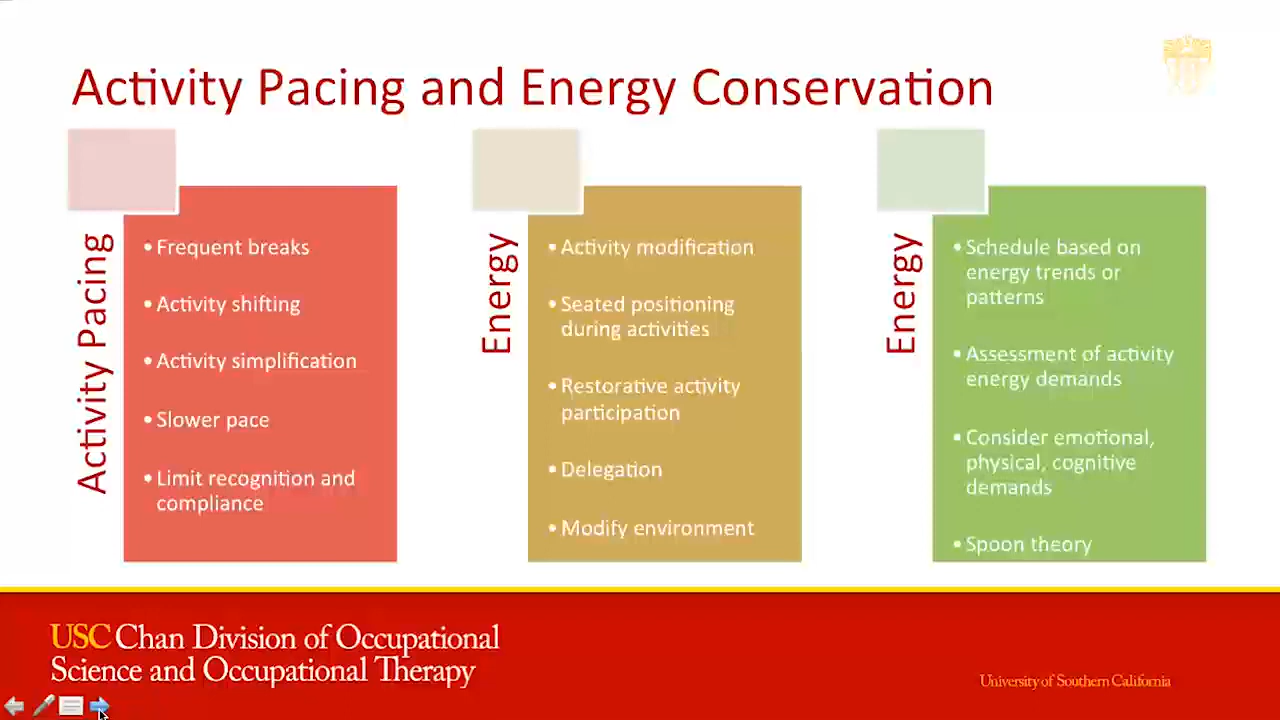 Activity Pacing and Energy Conservation
Activity Pacing
• Frequent breaks
• Activity shifting
• Activity simplification
• Slower pace
• Limit recognition and
compliance
Energy
• Activity modification
• Seated positioning
during activities
• Restorative activity
participation
• Delegation
• Modify environment
Energy
• Schedule based on
energy trends or
patterns
• Assessment of activity
energy demands
• Consider emotional,
physical, cognitive
demands
• Spoon theory
USC Chan Division of Occupational
Science and Occupational Therapy
University of Southern California